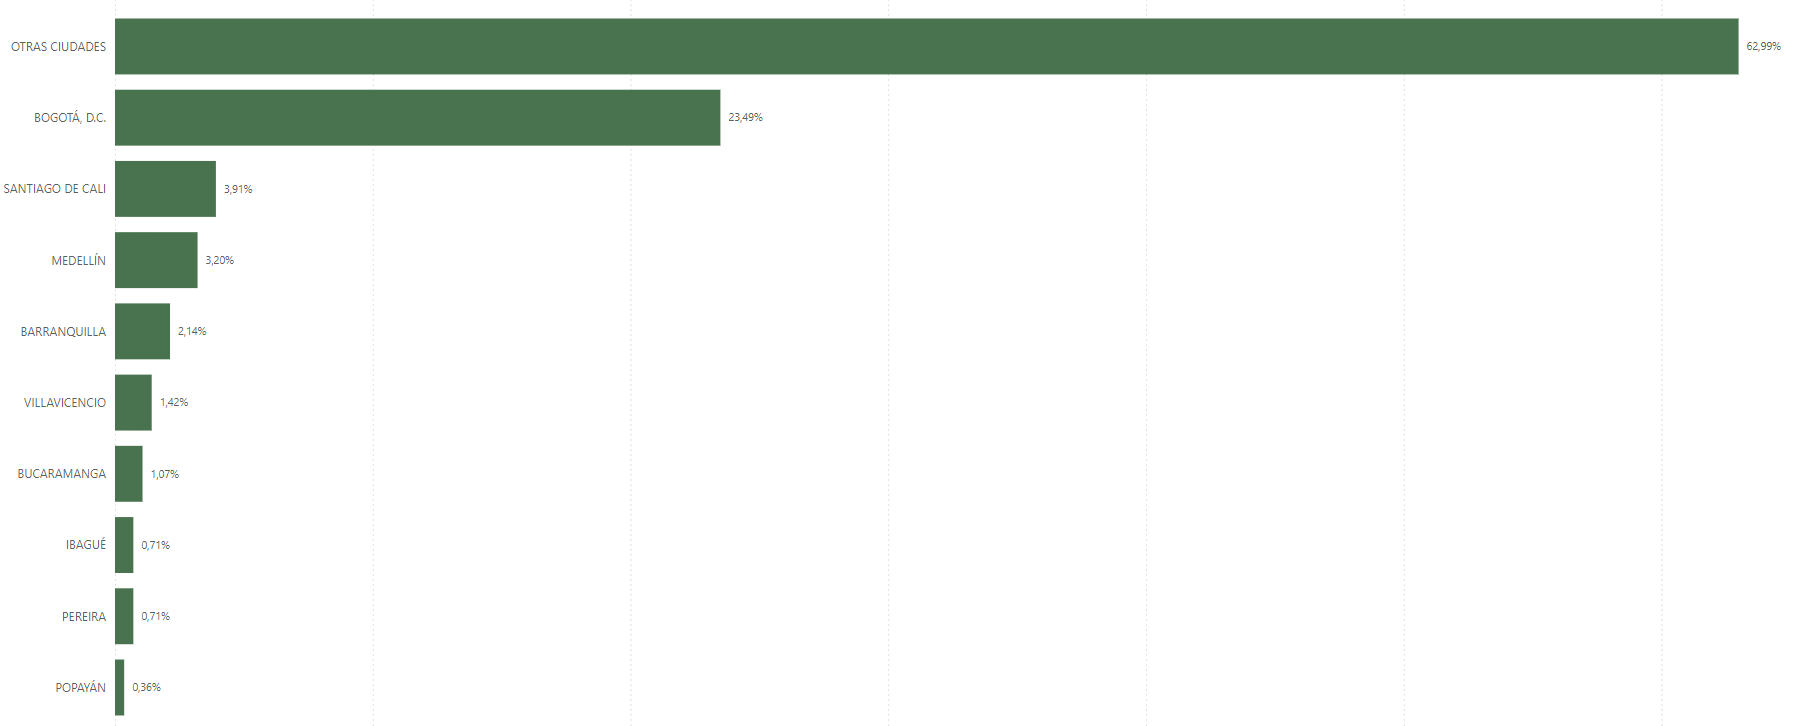 OTRAS CIUDADES 62,99%
BOGOTÁ, D.C. 23,49%
SANTIAGO DE CALI 3,91%
MEDELLÍN 3,20%
BARRANQUILLA 2,14%
VILLAVICENCIO 1,42%
BUCARAMANGA 1,07%
IBAGUÉ 0,71%
PEREIRA 0,71%
POPAYÁN 0,36%